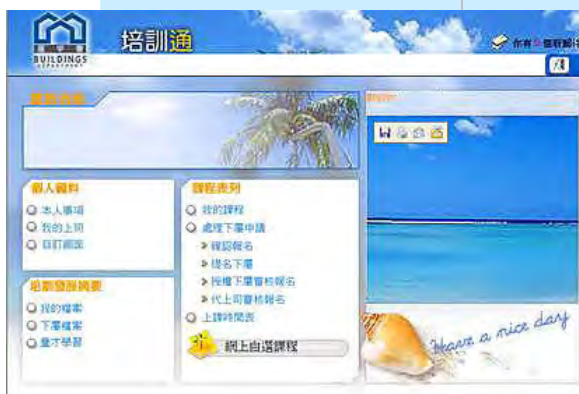 培訓通
BUILDINGS
DEPARTMENT
個人資料
本人事項
我的上司
自訂版面
培訓發展摘要
我的檔案
下屬檔案
量才學習
課程表列
我的課程
處理下屬申請
確認報名
提名下屬
授權下屬審核報名
代上司審核報名
上課時間表
網上自選課程
Have a nice day